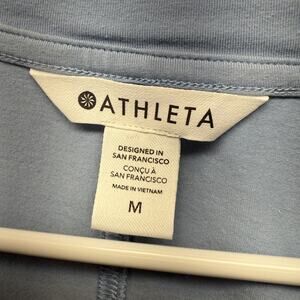 ATHLETA
DESIGNED IN
SAN FRANCISCO
CONÇU À
SAN FRANCISCO
MADE IN VIETNAM
M